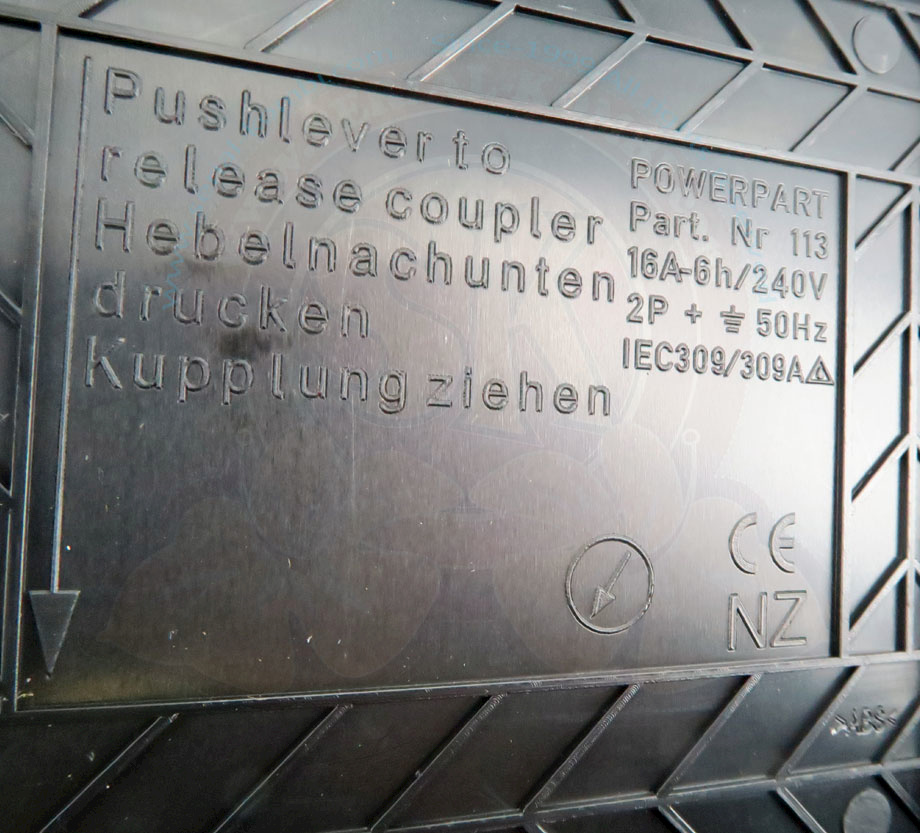 Pushlever to
release coupler
Hebelnachunten
drucken
Kupplung ziehen
POWERPART
Part. Nr 113
16A-6h/240V
2P + ⏚ 50Hz
IEC309/309A⚠
CE
NZ
>ABS<